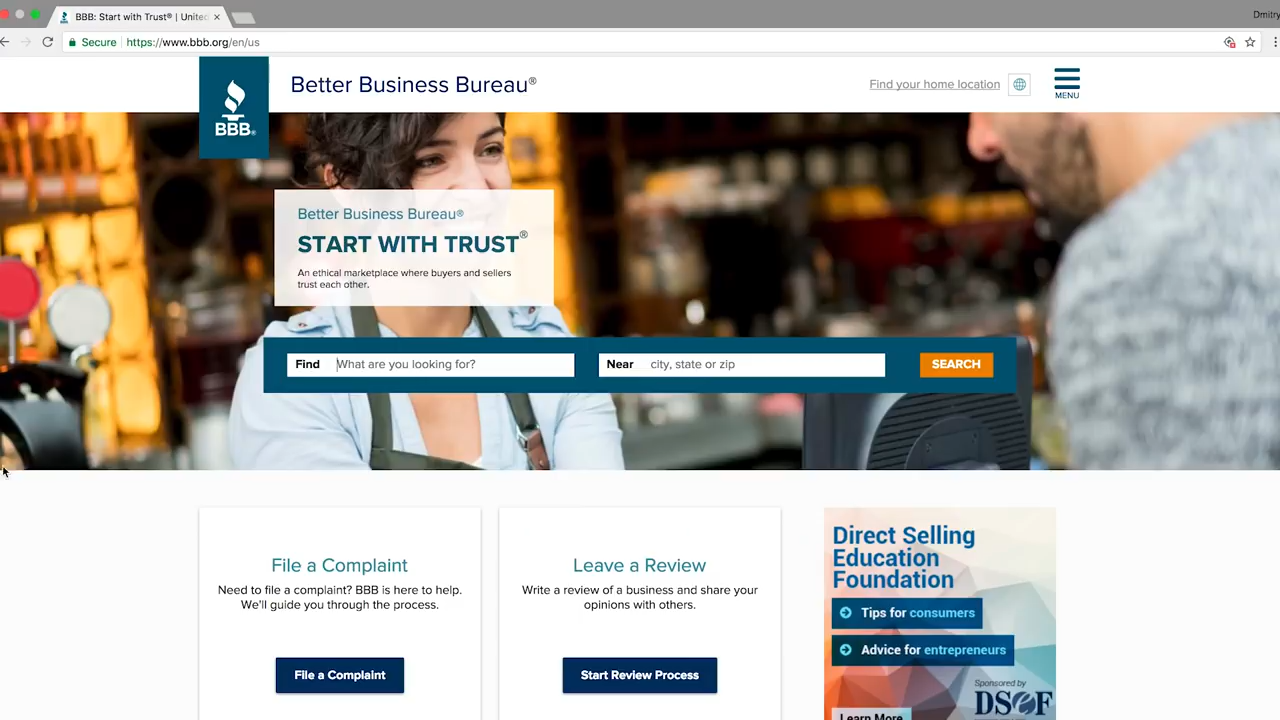 BBB: Start with Trust® | United
Dmitry
Secure https://www.bbb.org/en/us
BBB.
Better Business Bureau®
Find your home location
MENU
Better Business Bureau®
START WITH TRUST®
An ethical marketplace where buyers and sellers
trust each other.
Find What are you looking for?
Near city, state or zip
SEARCH
File a Complaint
Need to file a complaint? BBB is here to help.
We'll guide you through the process.
File a Complaint
Leave a Review
Write a review of a business and share your
opinions with others.
Start Review Process
Direct Selling
Education
Foundation
Tips for consumers
Advice for entrepreneurs
Sponsored by
DSEF
Learn More